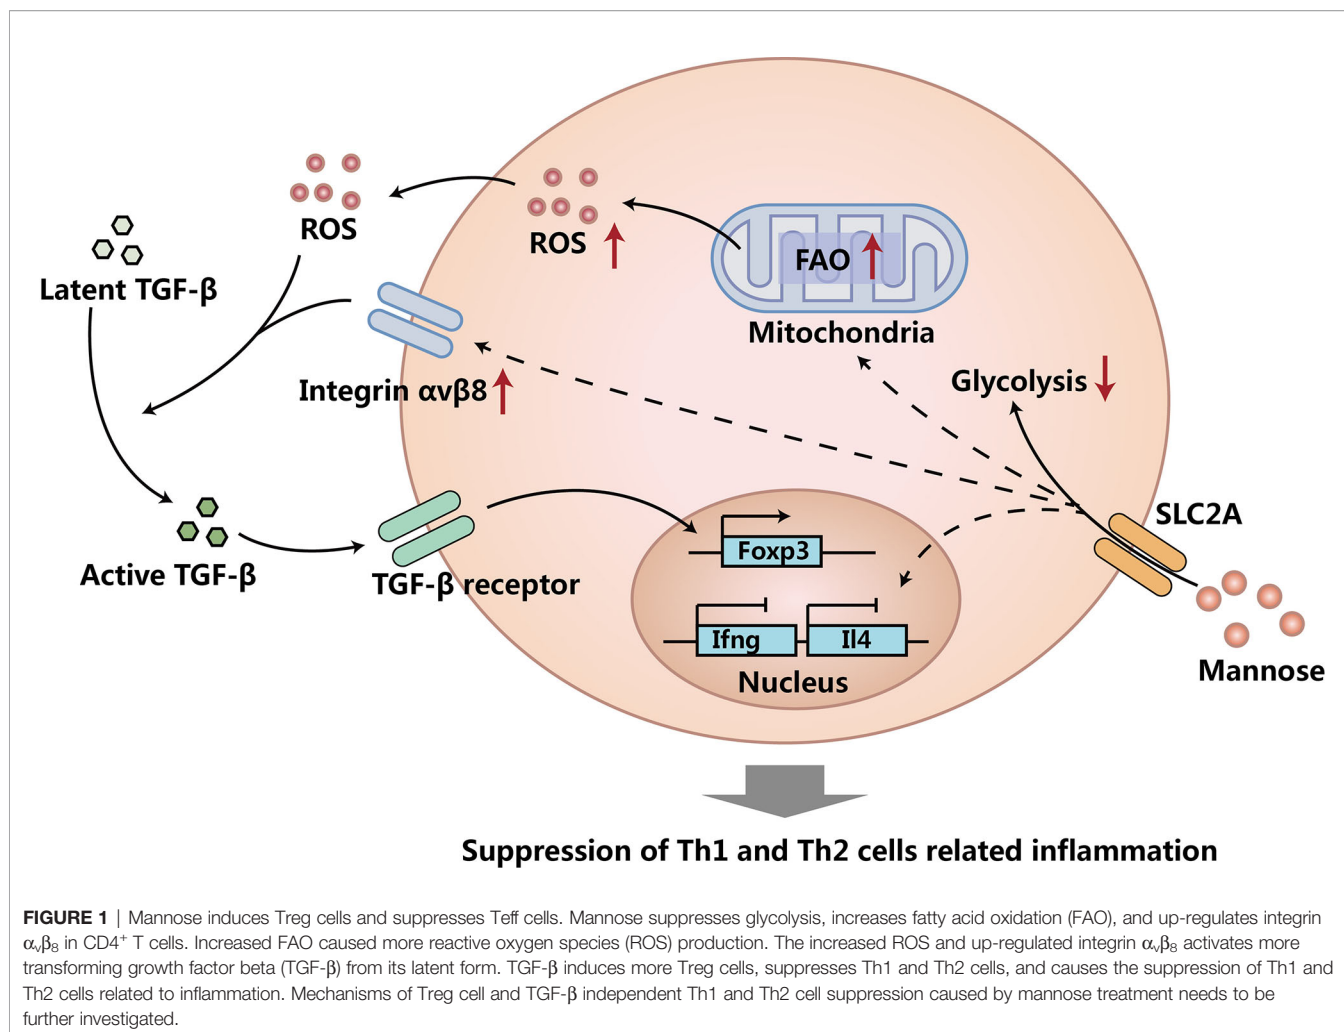 ROS
ROS
Latent TGF-β
FAO
Mitochondria
Integrin αvβ8
Glycolysis
SLC2A
Foxp3
Active TGF-β
TGF-β receptor
Ifng
Il4
Nucleus
Mannose
Suppression of Th1 and Th2 cells related inflammation
FIGURE 1 | Mannose induces Treg cells and suppresses Teff cells. Mannose suppresses glycolysis, increases fatty acid oxidation (FAO), and up-regulates integrin
αᵥβ₈ in CD4⁺ T cells. Increased FAO caused more reactive oxygen species (ROS) production. The increased ROS and up-regulated integrin αᵥβ₈ activates more
transforming growth factor beta (TGF-β) from its latent form. TGF-β induces more Treg cells, suppresses Th1 and Th2 cells, and causes the suppression of Th1 and
Th2 cells related to inflammation. Mechanisms of Treg cell and TGF-β independent Th1 and Th2 cell suppression caused by mannose treatment needs to be
further investigated.